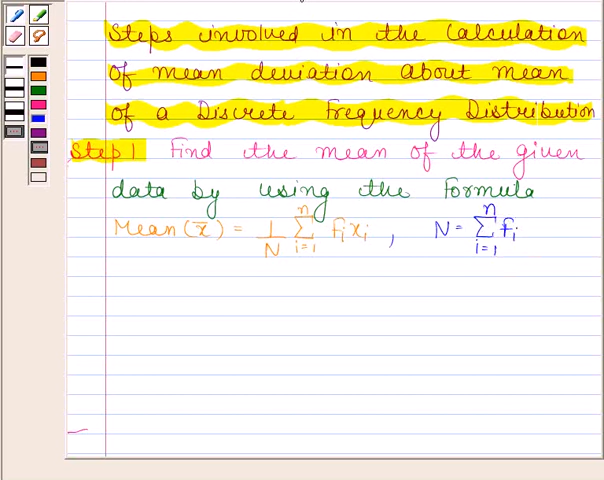 Steps involved in the Calculation
of mean deviation about mean
of a Discrete Frequency Distribution
Step 1 Find the mean of the given
data by using the formula
Mean (x̄) = 1/N ∑ᵢ₌₁ⁿ fᵢxᵢ , N = ∑ᵢ₌₁ⁿ fᵢ